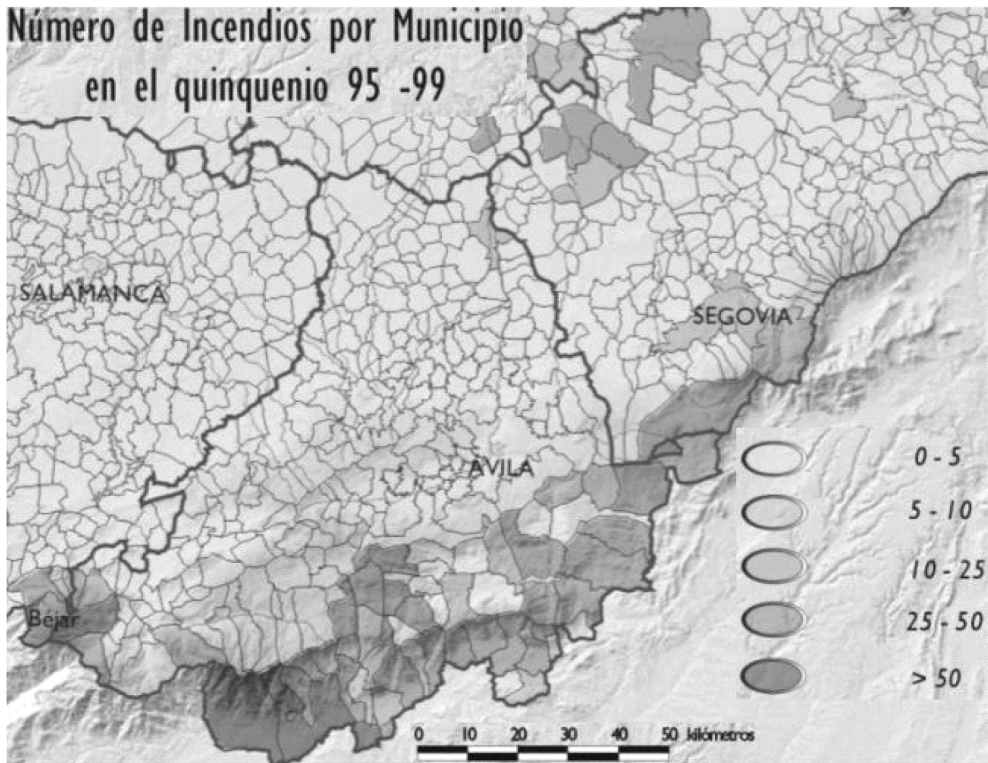 Número de Incendios por Municipio
en el quinquenio 95 -99
SALAMANCA
SEGOVIA
ÁVILA
Béjar
0 - 5
5 - 10
10 - 25
25 - 50
> 50
0 10 20 30 40 50 kilómetros